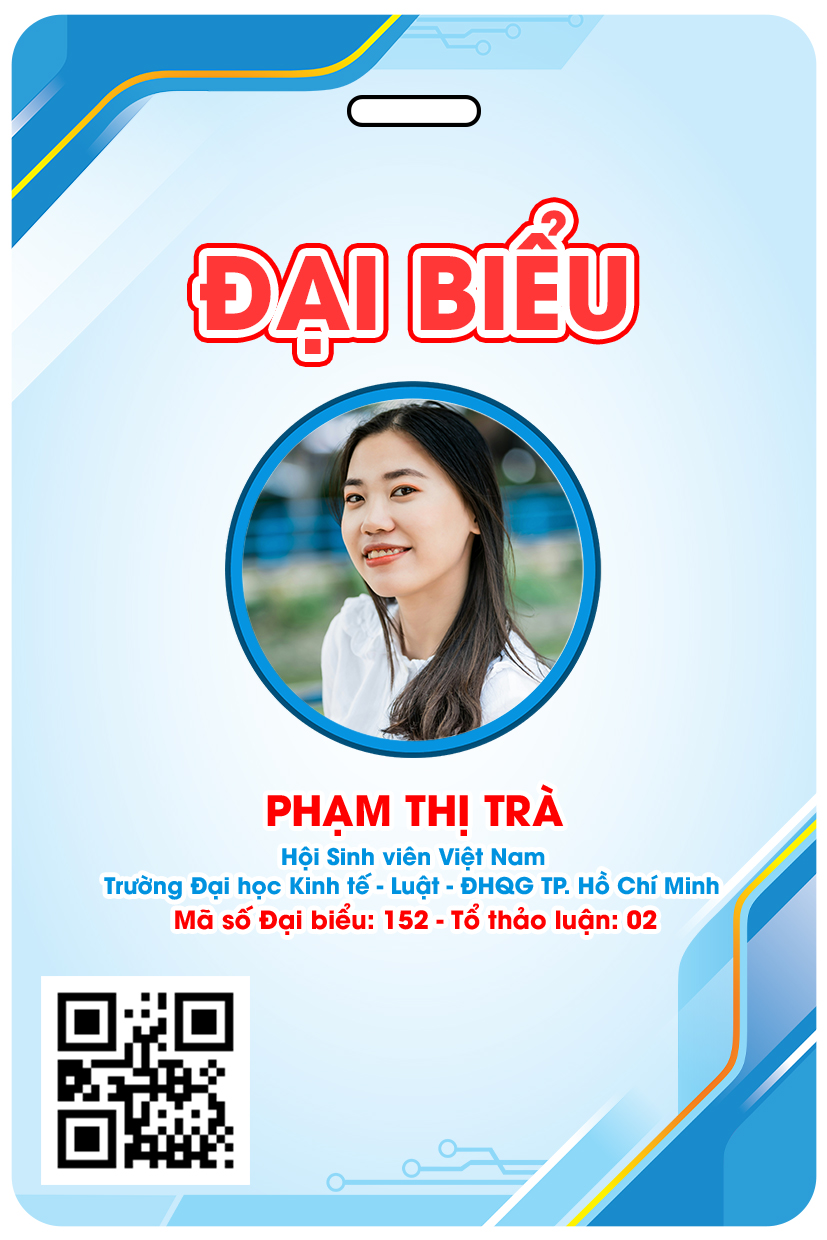 ĐẠI BIỂU
PHẠM THỊ TRÀ
Hội Sinh viên Việt Nam
Trường Đại học Kinh tế - Luật - ĐHQG TP. Hồ Chí Minh
Mã số Đại biểu: 152 - Tổ thảo luận: 02